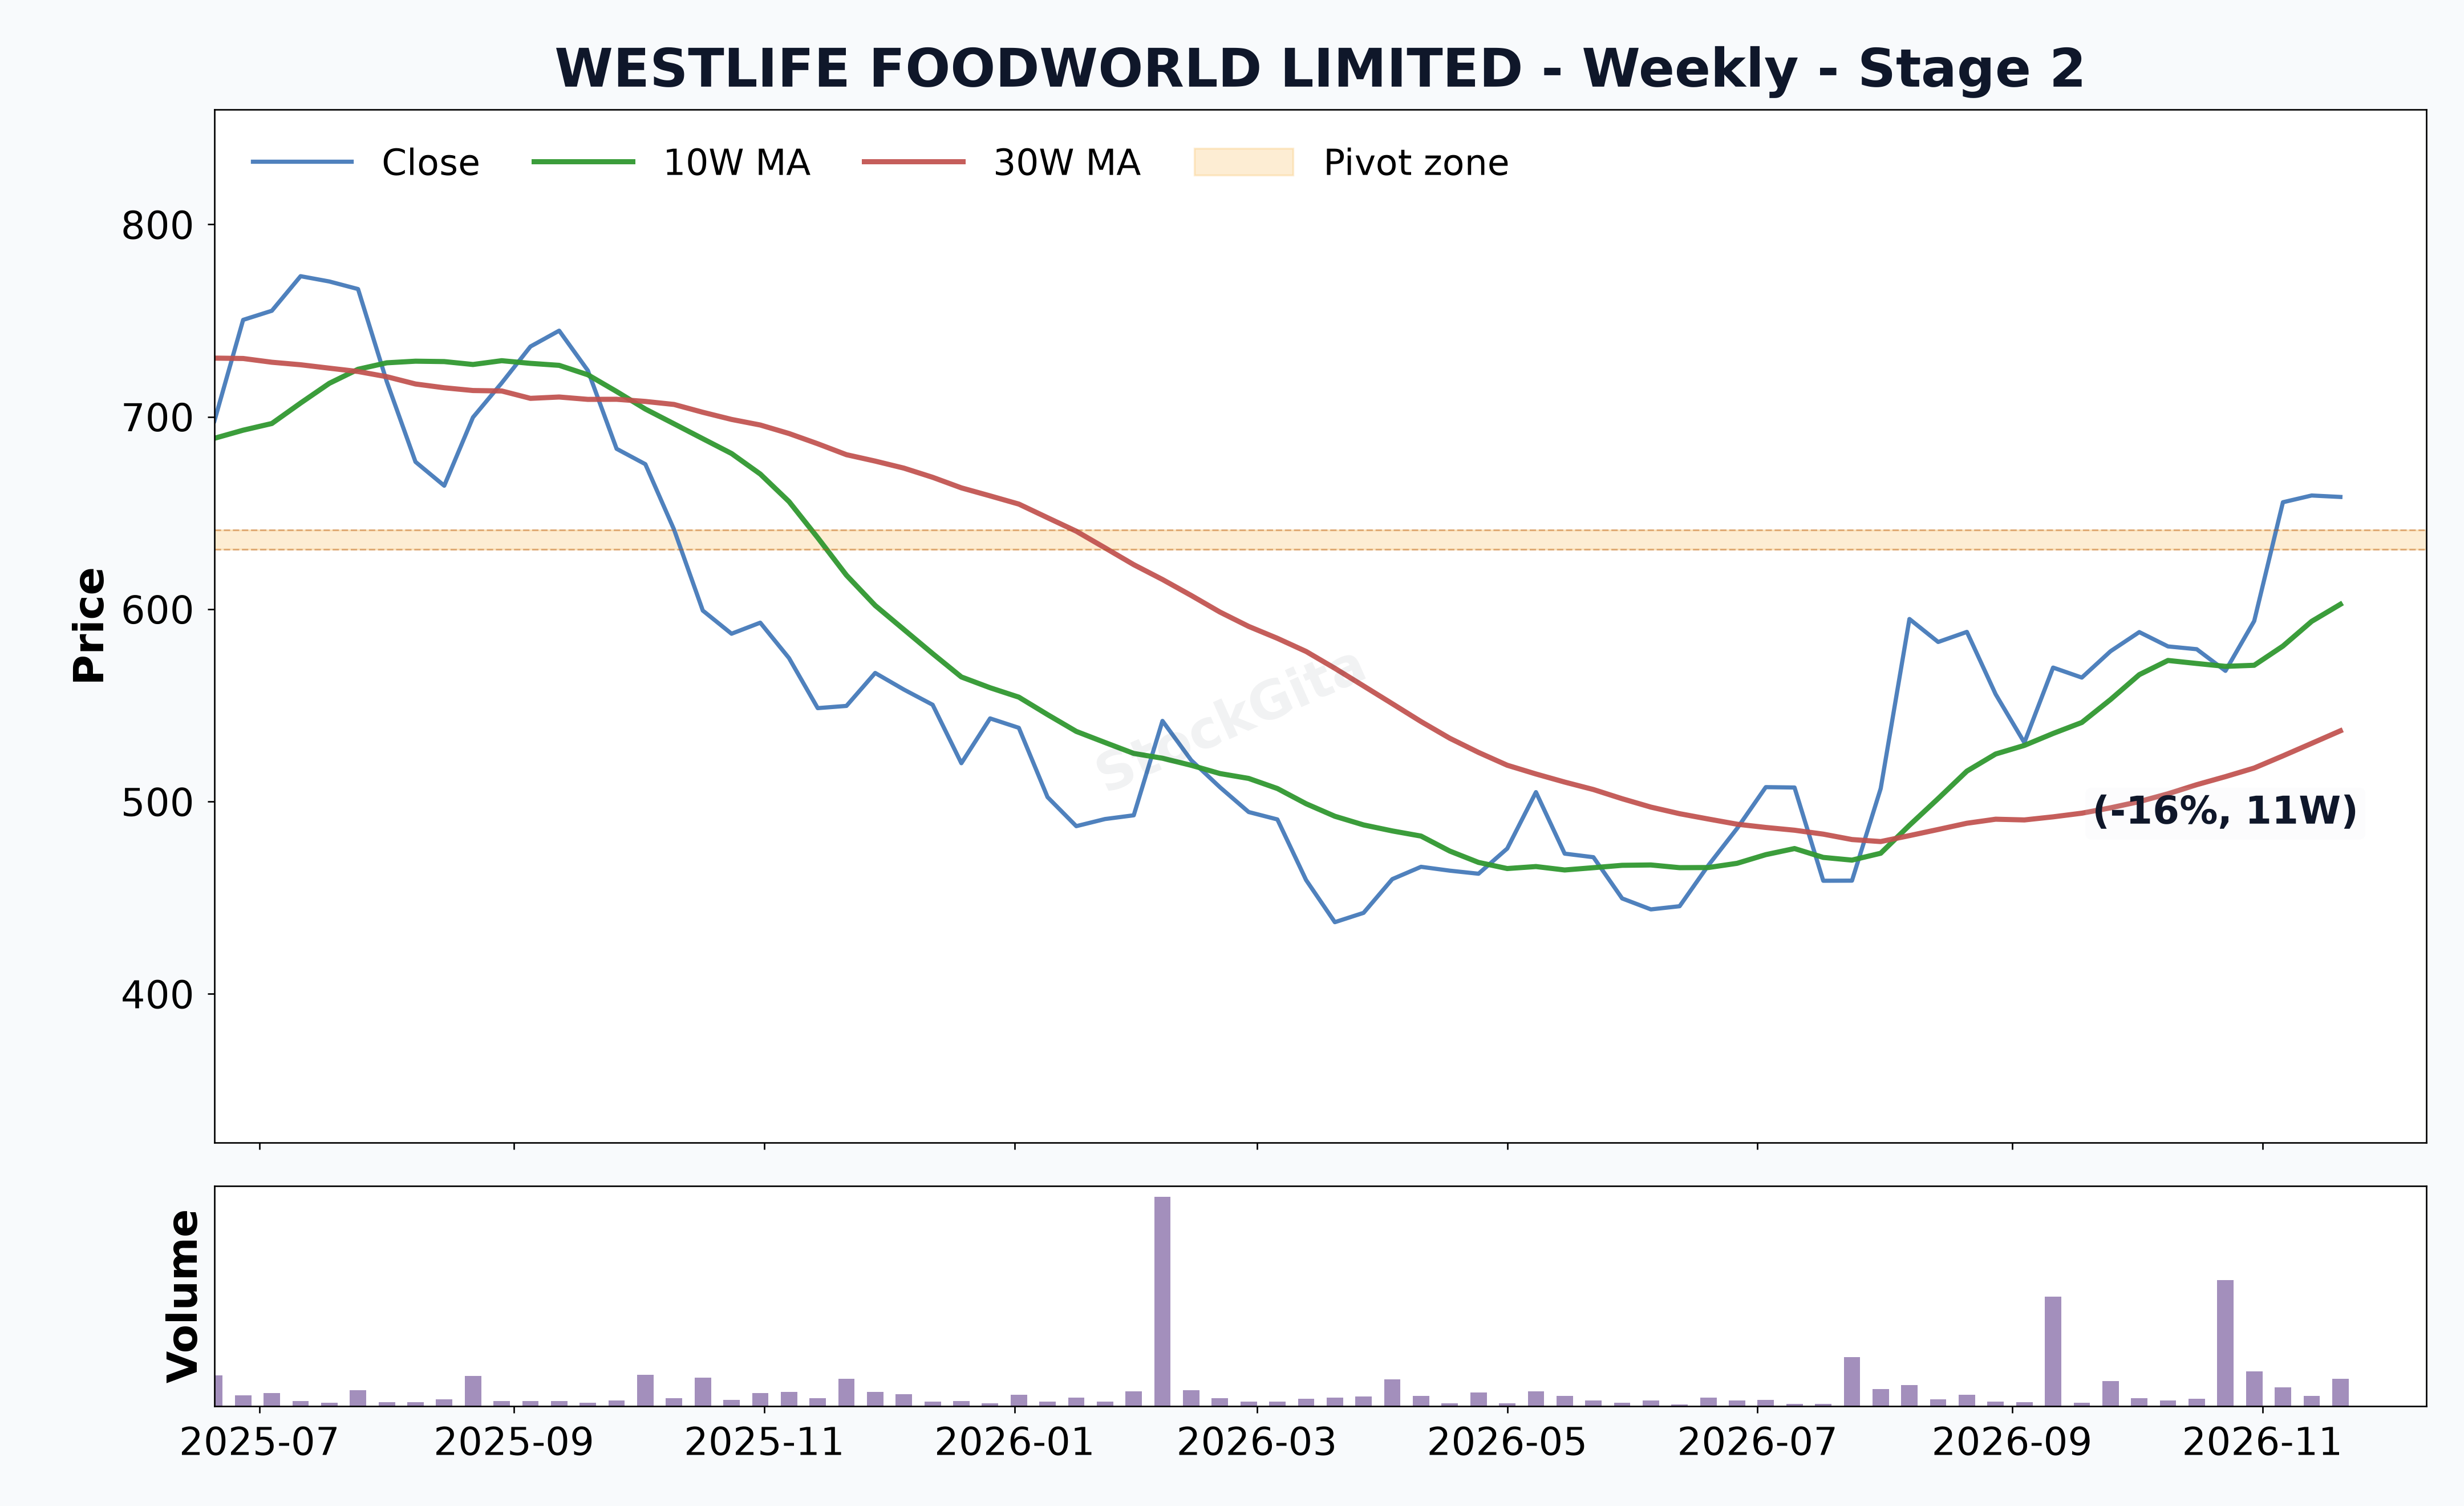 WESTLIFE FOODWORLD LIMITED - Weekly - Stage 2
Close 10W MA 30W MA Pivot zone
800
700
600
500
400
Price
StockGita
(-16%, 11W)
Volume
2025-07 2025-09 2025-11 2026-01 2026-03 2026-05 2026-07 2026-09 2026-11